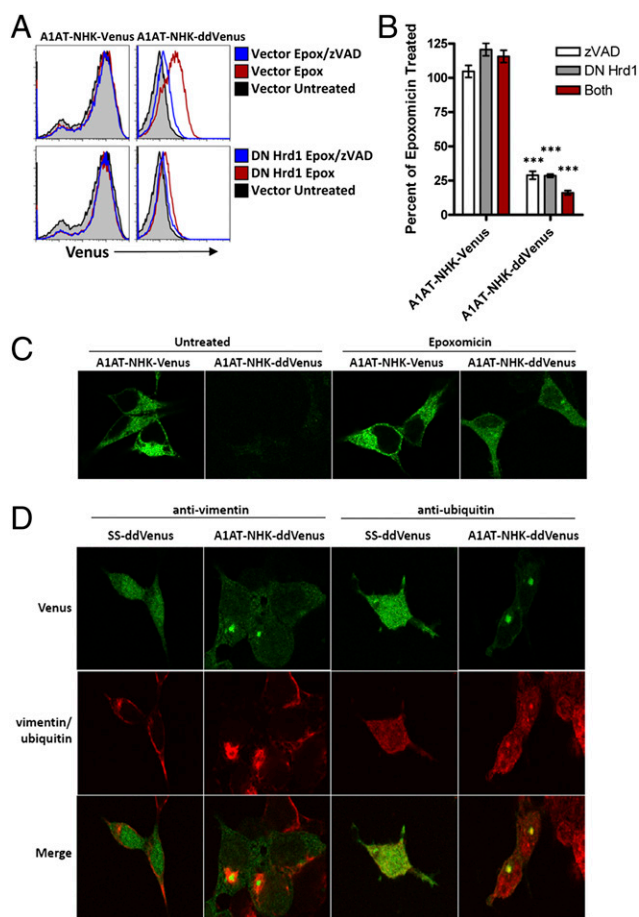 A
A1AT-NHK-Venus A1AT-NHK-ddVenus
Vector Epox/zVAD
Vector Epox
Vector Untreated
DN Hrd1 Epox/zVAD
DN Hrd1 Epox
Vector Untreated
Venus
B
Percent of Epoxomicin Treated
125
100
75
50
25
0
zVAD
DN Hrd1
Both
*** *** ***
A1AT-NHK-Venus
A1AT-NHK-ddVenus
C
Untreated Epoxomicin
A1AT-NHK-Venus A1AT-NHK-ddVenus A1AT-NHK-Venus A1AT-NHK-ddVenus
D
anti-vimentin anti-ubiquitin
SS-ddVenus A1AT-NHK-ddVenus SS-ddVenus A1AT-NHK-ddVenus
Venus
vimentin/
ubiquitin
Merge